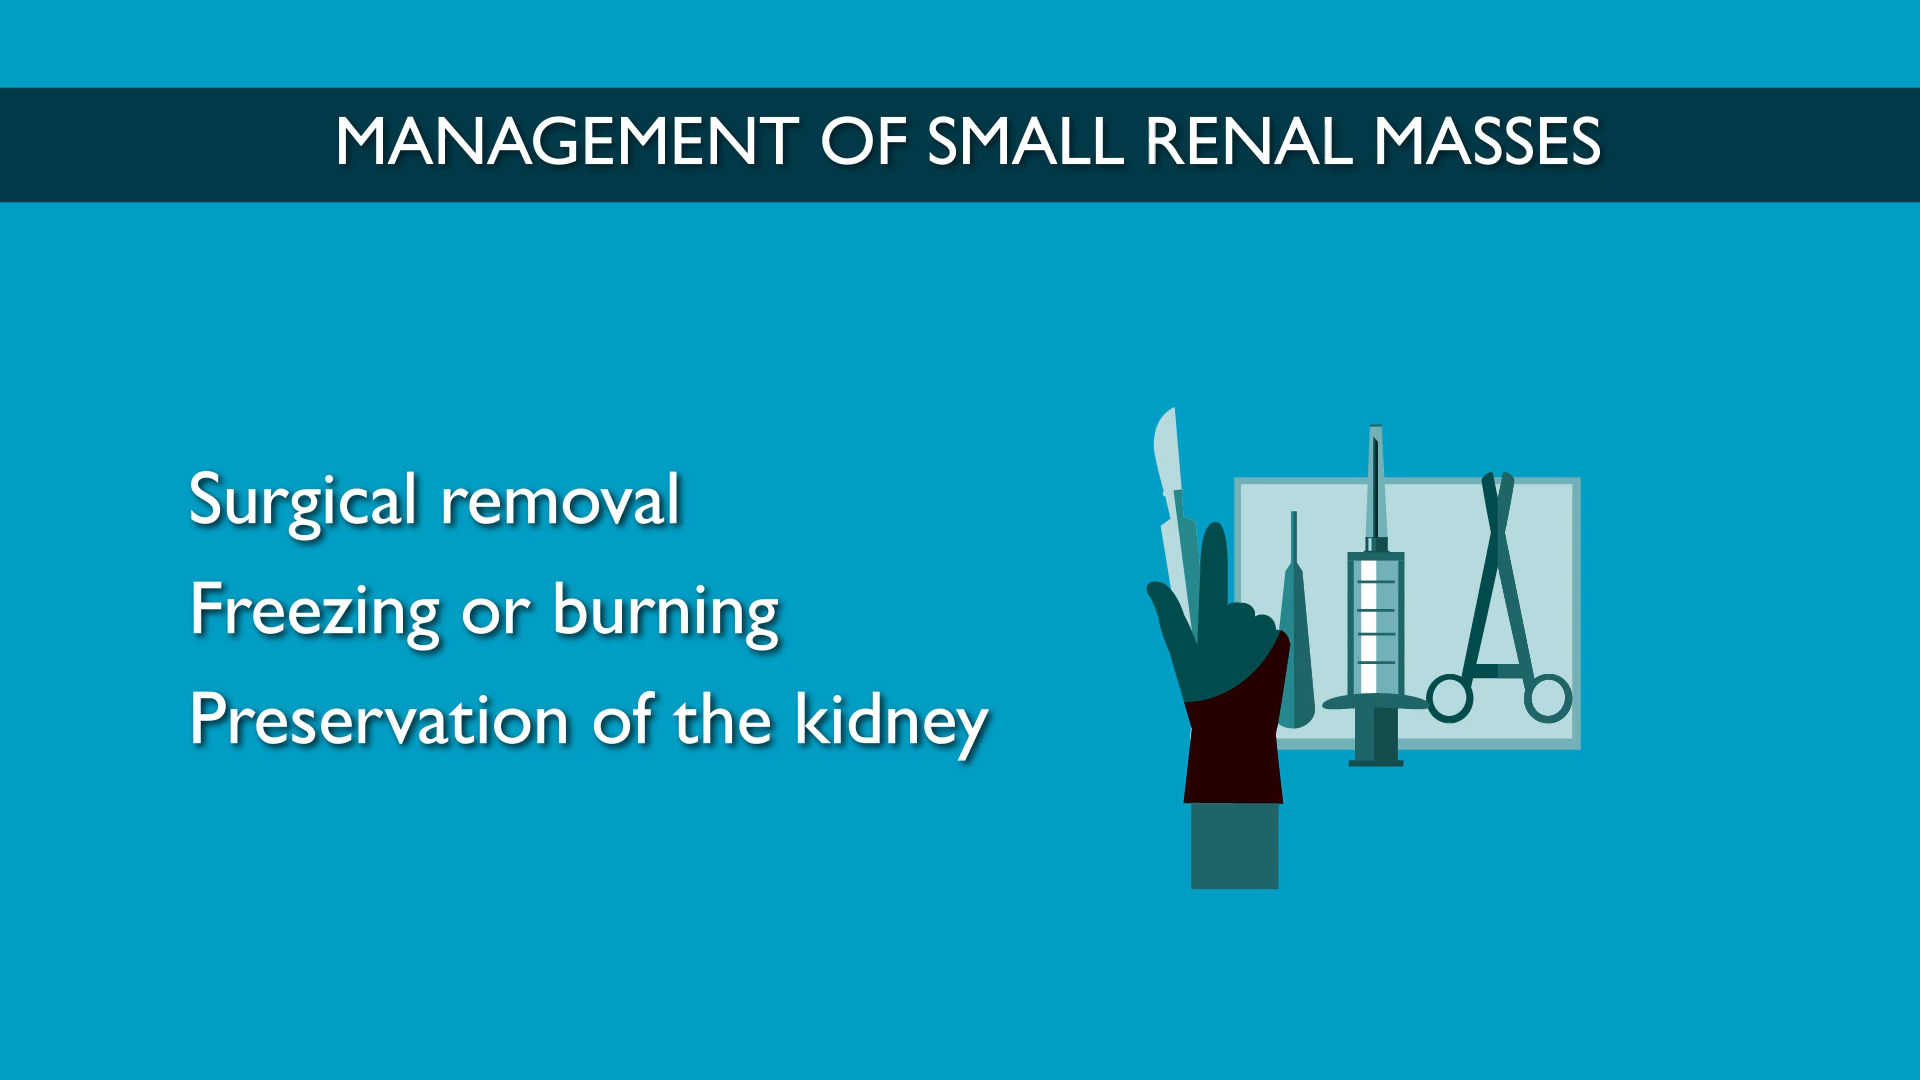 MANAGEMENT OF SMALL RENAL MASSES
Surgical removal
Freezing or burning
Preservation of the kidney